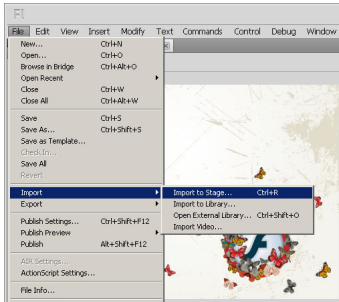 Fl
File Edit View Insert Modify Text Commands Control Debug Window
New... Ctrl+N
Open... Ctrl+O
Browse in Bridge Ctrl+Alt+O
Open Recent
Close Ctrl+W
Close All Ctrl+Alt+W
Save Ctrl+S
Save As... Ctrl+Shift+S
Save as Template...
Check In...
Save All
Revert
Import
Import to Stage... Ctrl+R
Import to Library...
Open External Library... Ctrl+Shift+O
Import Video...
Export
Publish Settings... Ctrl+Shift+F12
Publish Preview
Publish Alt+Shift+F12
AIR Settings...
ActionScript Settings...
File Info...